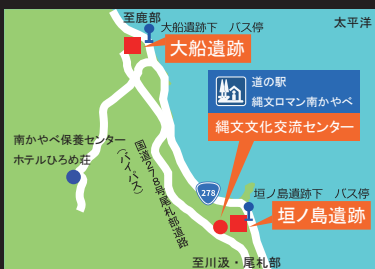 至鹿部
大船遺跡下 バス停
太平洋
大船遺跡
道の駅
縄文ロマン南かやべ
縄文文化交流センター
南かやべ保養センター
ホテルひろめ荘
国道278号尾札部道路
(バイパス)
278
垣ノ島遺跡下 バス停
垣ノ島遺跡
至川汲・尾札部